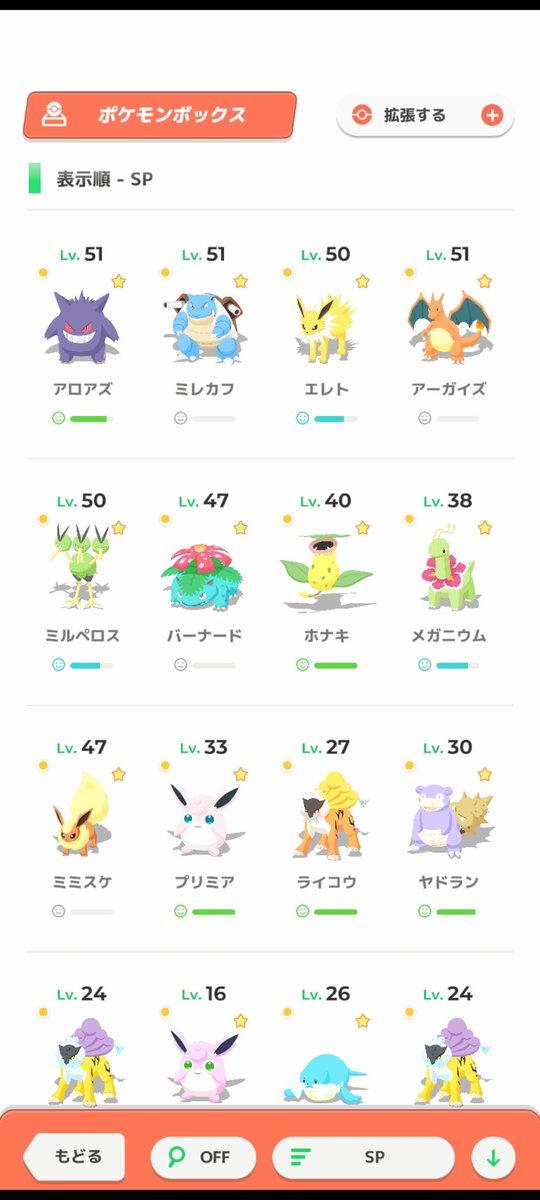 ポケモンボックス
拡張する
表示順 - SP
Lv. 51 Lv. 51 Lv. 50 Lv. 51
アロアズ ミレカフ エレト アーガイズ
Lv. 50 Lv. 47 Lv. 40 Lv. 38
ミルペロス バーナード ホナキ メガニウム
Lv. 47 Lv. 33 Lv. 27 Lv. 30
ミミスケ プリミア ライコウ ヤドラン
Lv. 24 Lv. 16 Lv. 26 Lv. 24
もどる OFF SP